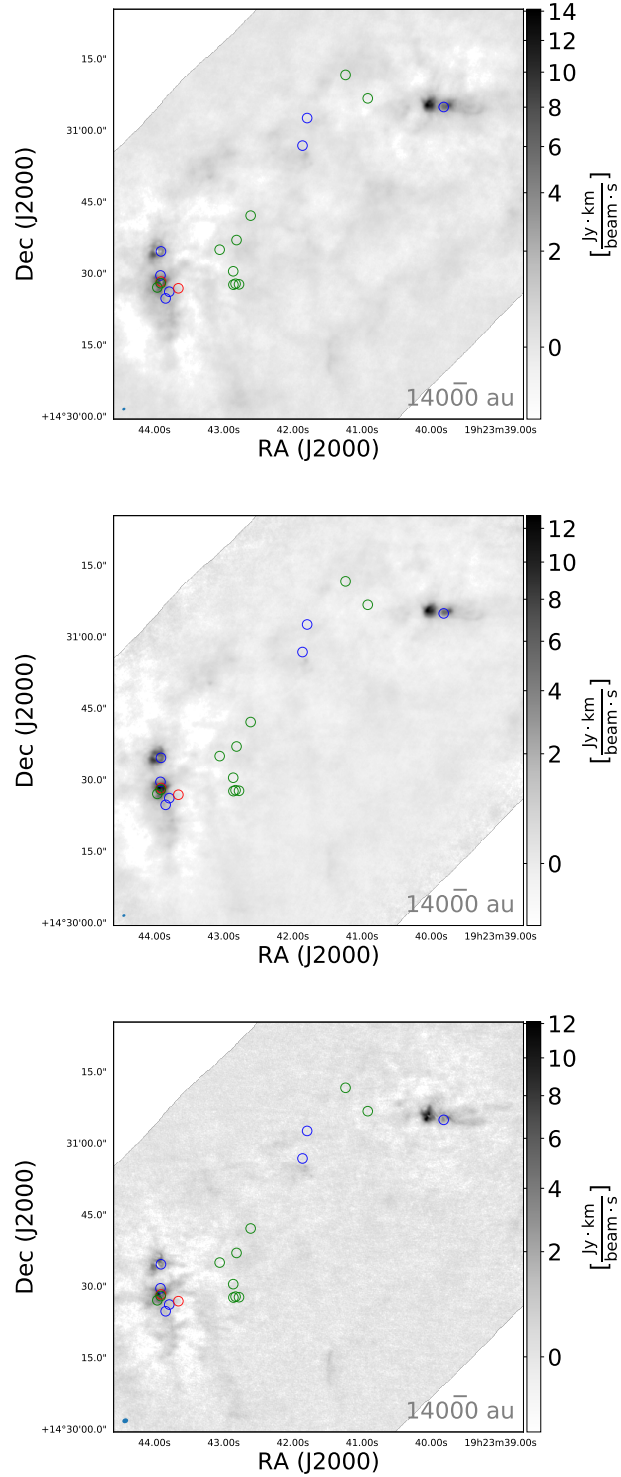 14
12
10
8
6
4
2
0
[Jy·km / beam·s]
Dec (J2000)
15.0"
31'00.0"
45.0"
30.0"
15.0"
+14°30'00.0"
14000 au
44.00s 43.00s 42.00s 41.00s 40.00s 19h23m39.00s
RA (J2000)
12
10
8
6
4
2
0
[Jy·km / beam·s]
Dec (J2000)
15.0"
31'00.0"
45.0"
30.0"
15.0"
+14°30'00.0"
14000 au
44.00s 43.00s 42.00s 41.00s 40.00s 19h23m39.00s
RA (J2000)
12
10
8
6
4
2
0
[Jy·km / beam·s]
Dec (J2000)
15.0"
31'00.0"
45.0"
30.0"
15.0"
+14°30'00.0"
14000 au
44.00s 43.00s 42.00s 41.00s 40.00s 19h23m39.00s
RA (J2000)